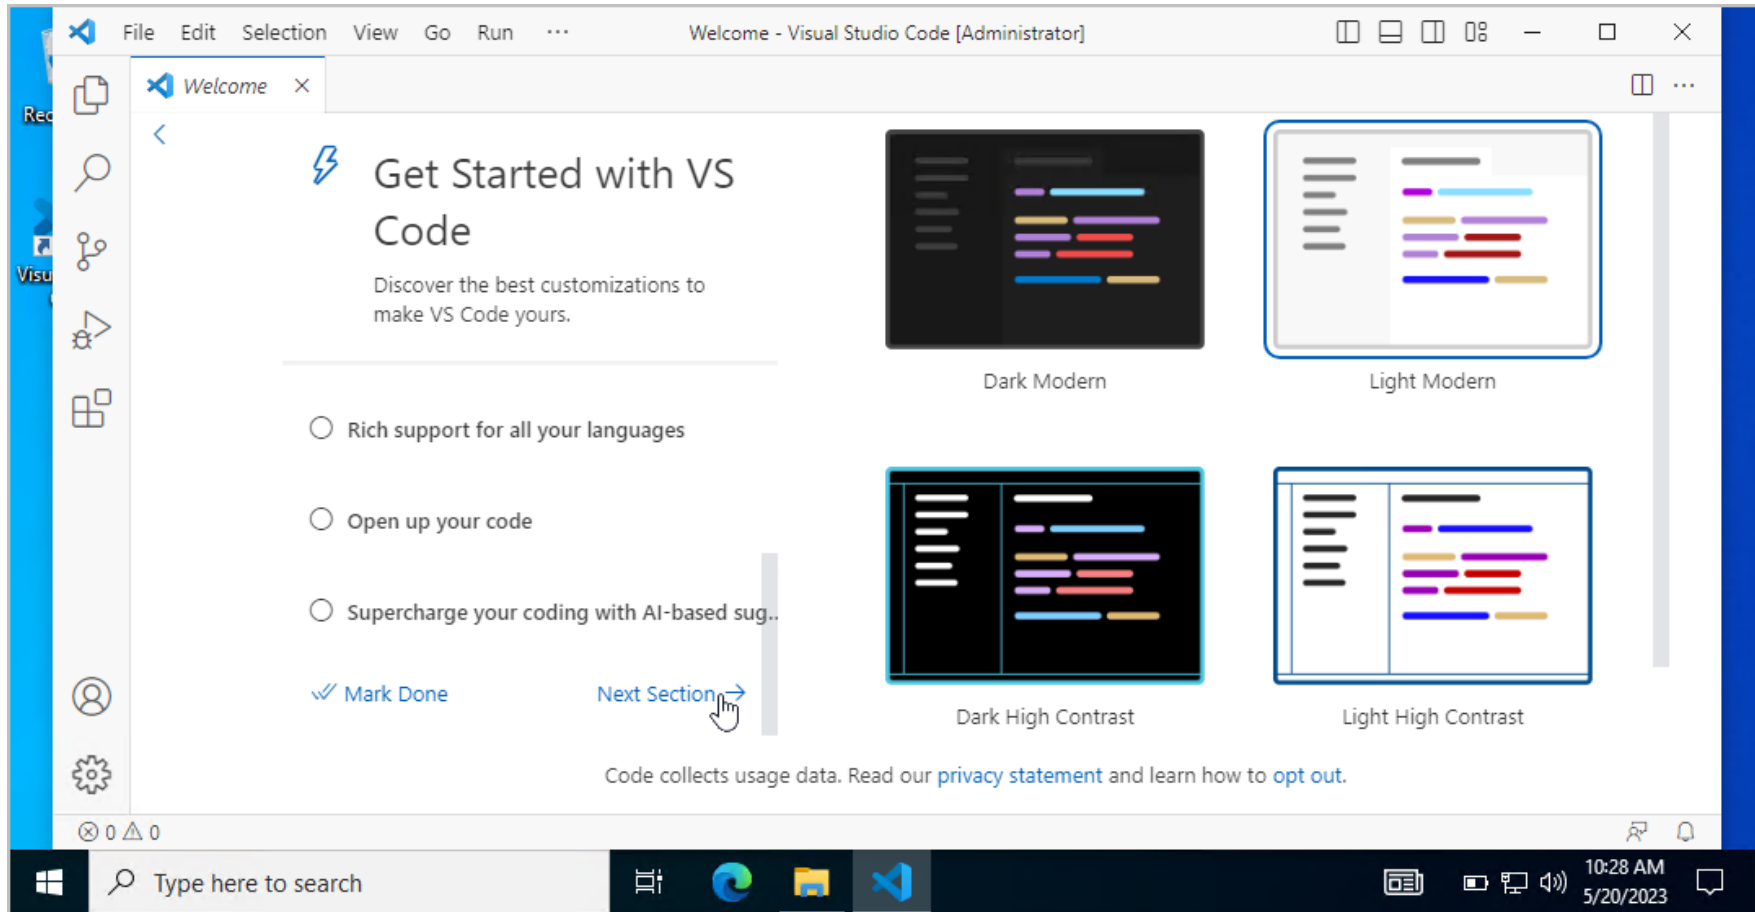 File Edit Selection View Go Run ...
Welcome - Visual Studio Code [Administrator]
Welcome
Get Started with VS
Code
Discover the best customizations to
make VS Code yours.
Rich support for all your languages
Open up your code
Supercharge your coding with AI-based sug..
Mark Done
Next Section
Dark Modern
Light Modern
Dark High Contrast
Light High Contrast
Code collects usage data. Read our privacy statement and learn how to opt out.
0 0
Rec
Visu
Type here to search
10:28 AM
5/20/2023